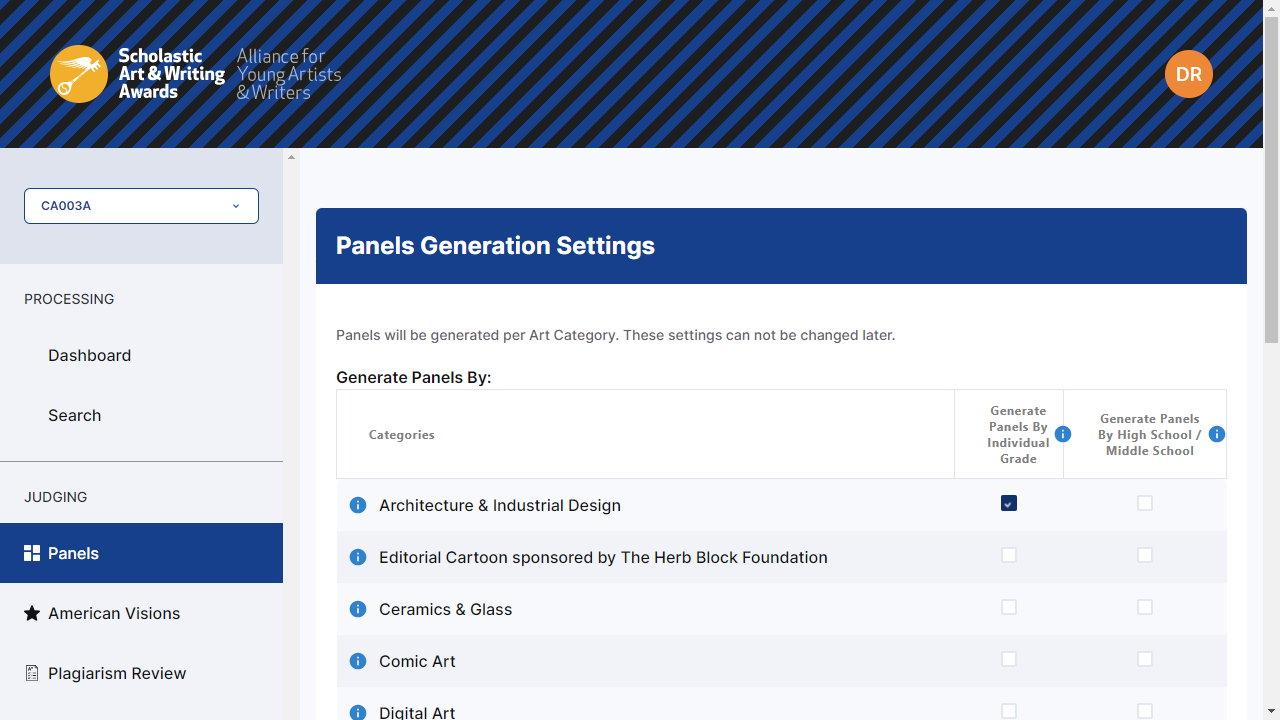 Scholastic
Art & Writing
Awards
Alliance for
Young Artists
& Writers
DR
CA003A
PROCESSING
Dashboard
Search
JUDGING
Panels
American Visions
Plagiarism Review
Panels Generation Settings
Panels will be generated per Art Category. These settings can not be changed later.
Generate Panels By:
Categories
Generate
Panels By
Individual
Grade
Generate Panels
By High School /
Middle School
Architecture & Industrial Design
Editorial Cartoon sponsored by The Herb Block Foundation
Ceramics & Glass
Comic Art
Digital Art